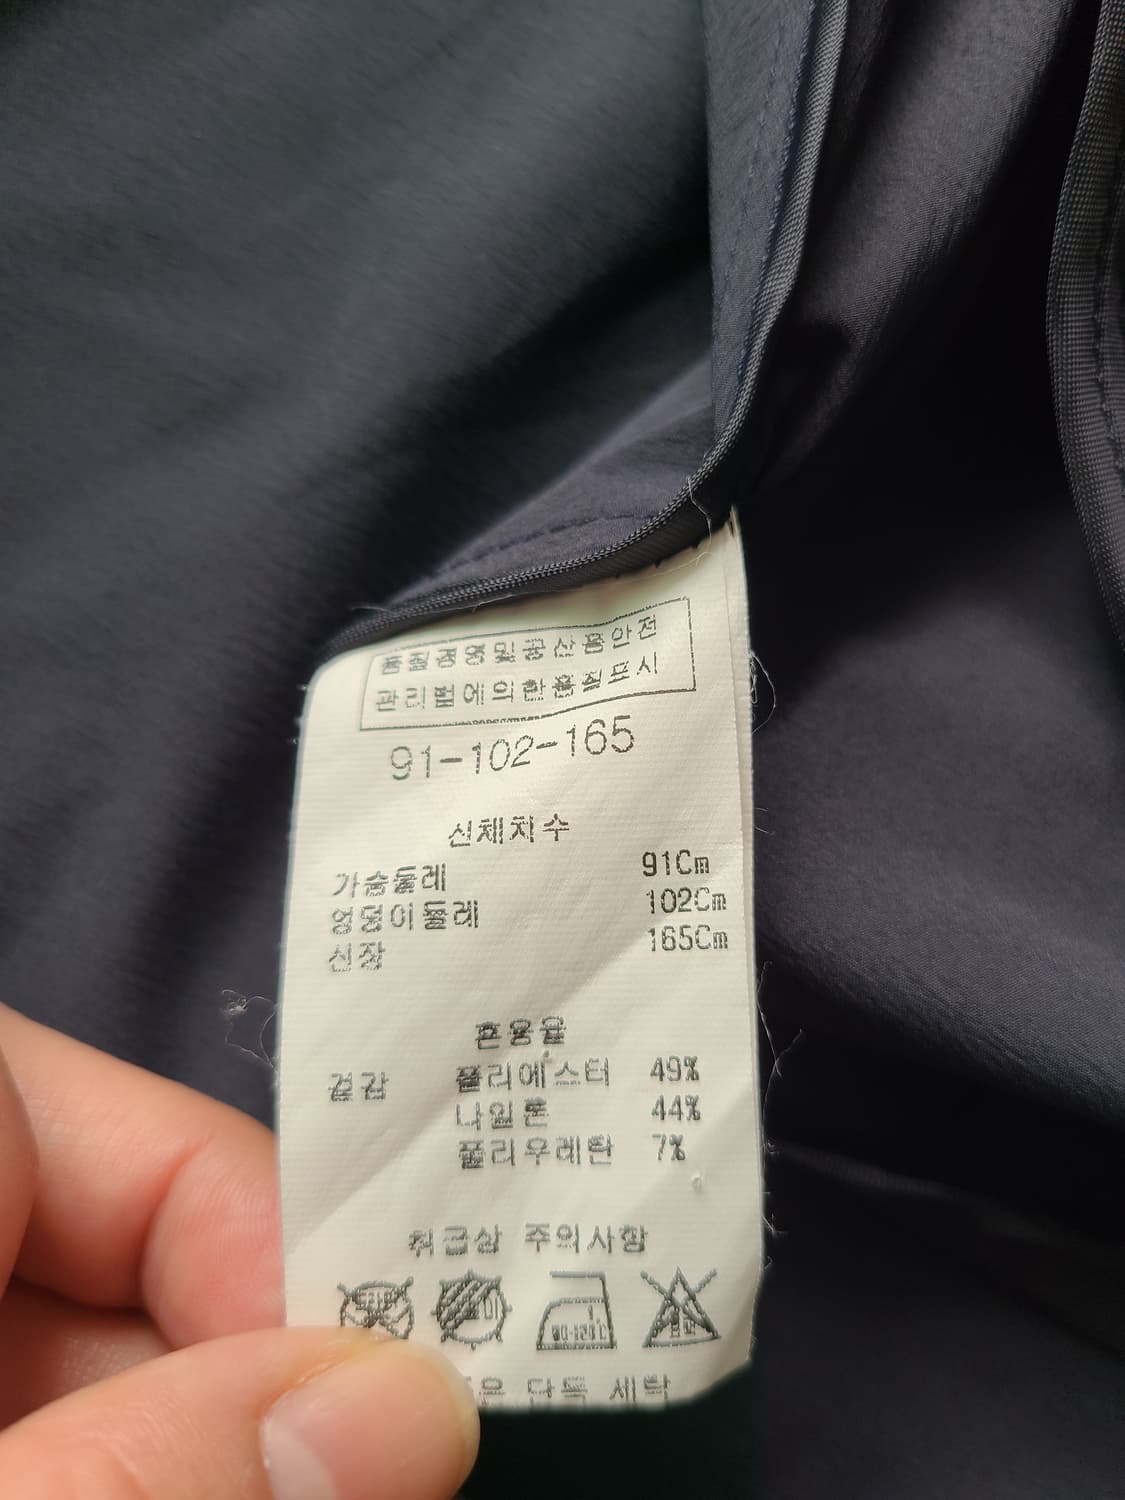 품질경영및공산품안전
관리법에의한품질표시
91-102-165
신체치수
가슴둘레 91Cm
엉덩이둘레 102Cm
신장 165Cm
혼용율
겉감 폴리에스터 49%
나일론 44%
폴리우레탄 7%
취급상 주의사항
80-120°C
단독 세탁